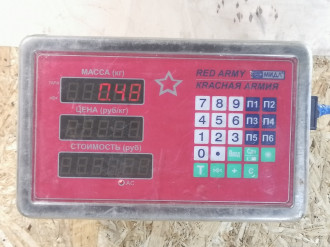 МАССА (кг)
RED ARMY
КРАСНАЯ АРМИЯ
048
ЦЕНА (руб/кг)
СТОИМОСТЬ (руб)
7 8 9 П1 П2
4 5 6 П3 П4
1 2 3 П5 П6
0 •
T C
AC